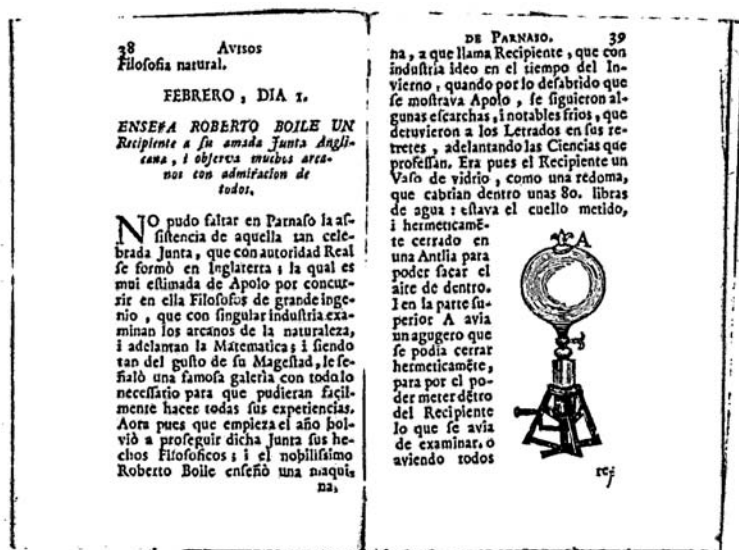 38 Avisos
Filosofia natural.
FEBRERO, DIA 1.
ENSEÑA ROBERTO BOILE UN
Recipiente a su amada Junta Angli-
cana, i observa muchos arca-
nos con admiracion de
todos.
NO pudo faltar en Parnaso la as-
sistencia de aquella tan cele-
brada Junta, que con autoridad Real
se formò en Inglaterra; la qual es
mui estimada de Apolo por concur-
rir en ella Filosofos de grande inge-
nio, que con singular industria exa-
minan los arcanos de la naturaleza,
i adelantan la Matematica; i siendo
tan del gusto de su Magestad, le se-
ñalò una famosa galerìa con todo lo
necessario para que pudieran facil-
mente hacer todas sus experiencias.
Aora pues que empieza el año bol-
viò a proseguir dicha Junta sus he-
chos Filosoficos; i el nobilissimo
Roberto Boile enseñò una maqui-
na,
DE PARNASO. 39
na, a que llama Recipiente, que con
industria ideo en el tiempo del In-
vierno, quando por lo desabrido que
se mostrava Apolo, se siguieron al-
gunas escarchas, i notables frios, que
detuvieron a los Letrados en sus re-
tretes, adelantando las Ciencias que
professan. Era pues el Recipiente un
Vaso de vidrio, como una redoma,
que cabrian dentro unas 80. libras
de agua: estava el cuello metido,
i hermeticamē-
te cerrado en
una Antlia para
poder sacar el
aire de dentro.
I en la parte su-
perior A avia
un agugero que
se podia cerrar
hermeticamēte,
para por el po-
der meter dētro
del Recipiente
lo que se avia
de examinar. o
aviendo todos
re-
A